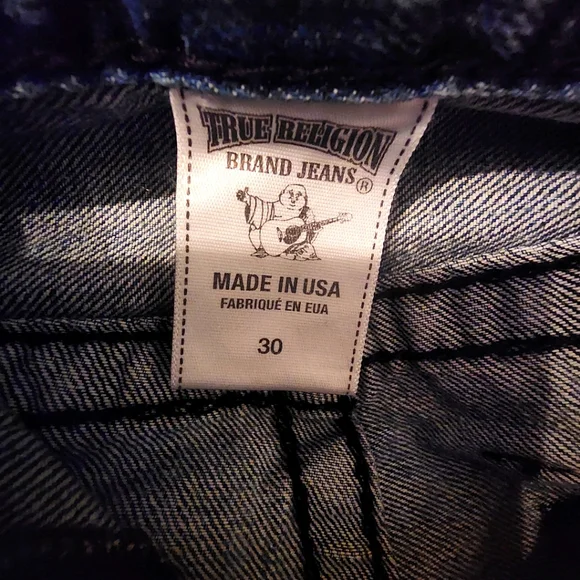 TRUE RELIGION
BRAND JEANS®
MADE IN USA
FABRIQUÉ EN EUA
30